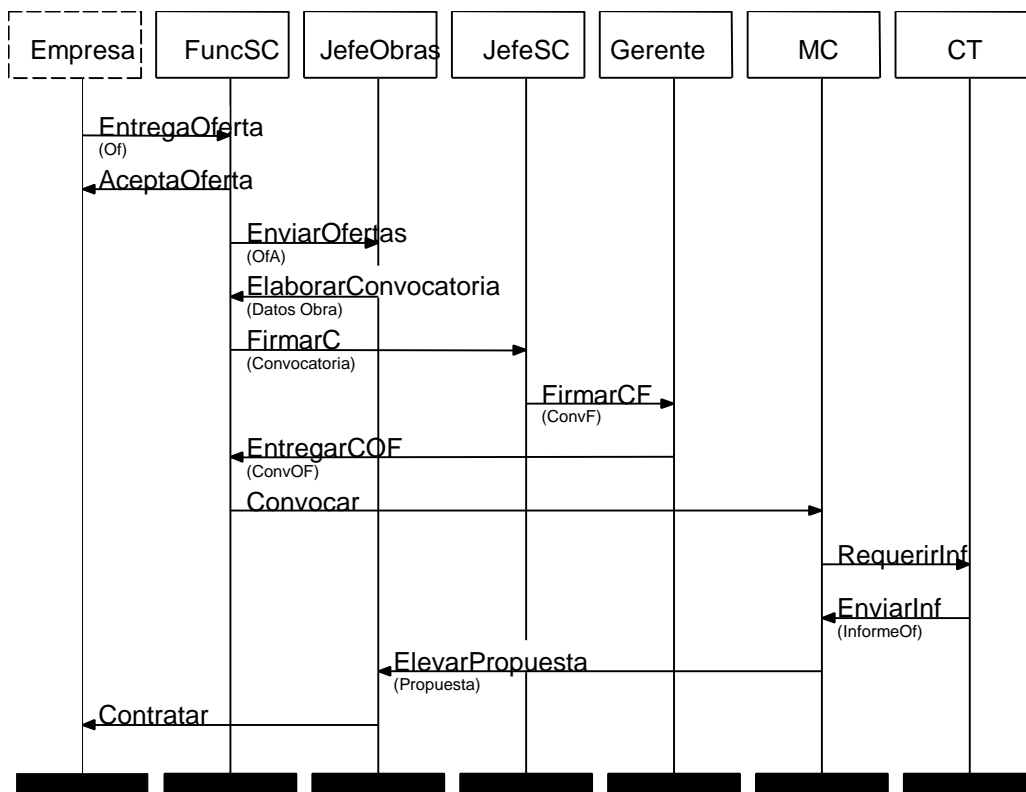 Empresa FuncSC JefeObras JefeSC Gerente MC CT
EntregaOferta
(Of)
AceptaOferta
EnviarOfertas
(OfA)
ElaborarConvocatoria
(Datos Obra)
FirmarC
(Convocatoria)
FirmarCF
(ConvF)
EntregarCOF
(ConvOF)
Convocar
RequerirInf
EnviarInf
(InformeOf)
ElevarPropuesta
(Propuesta)
Contratar